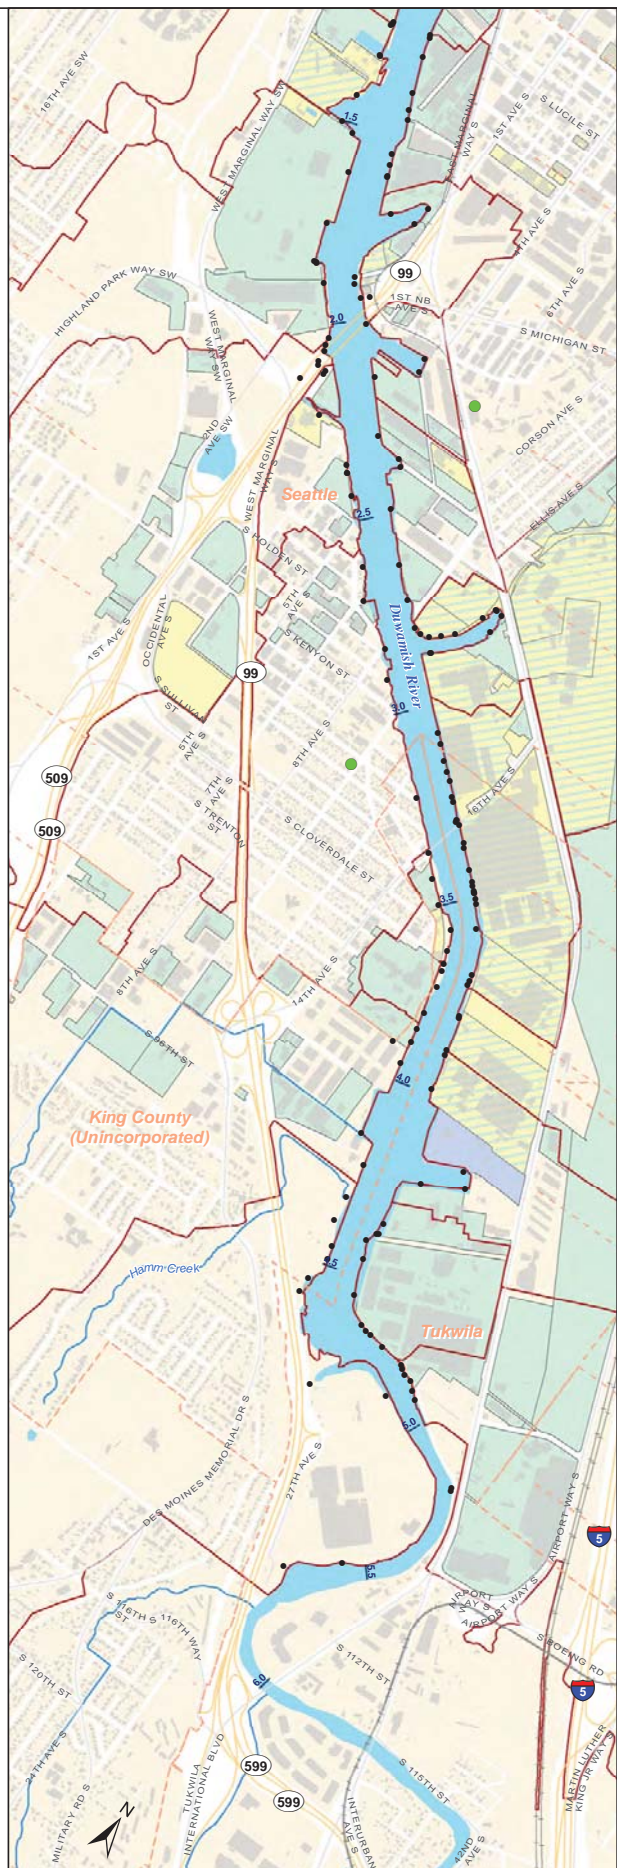 16TH AVE SW
WEST MARGINAL WAY SW
1.5
EAST MARGINAL
WAY S
1ST AVE S
S LUCILE ST
4TH AVE S
6TH AVE S
99
HIGHLAND PARK WAY SW
WEST MARGINAL
WAY SW
2.0
1ST NB
AVE S
S MICHIGAN ST
2ND
AVE SW
CORSON AVE S
WEST MARGINAL
WAY S
Seattle
2.5
ELLIS AVE S
S HOLDEN ST
5TH
AVE S
OCCIDENTAL
AVE S
1ST AVE S
S KENYON ST
Duwamish River
99
S SULLIVAN
ST
3.0
5TH
AVE S
8TH AVE S
509
7TH
AVE S
16TH AVE S
509
S TRENTON
ST
S CLOVERDALE ST
3.5
8TH AVE S
14TH AVE S
S 96TH ST
4.0
King County
(Unincorporated)
Hamm Creek
Tukwila
5.0
DES MOINES MEMORIAL DR S
27TH AVE S
AIRPORT WAY S
5
5.5
AIRPORT WAY S
S 116TH
ST
S 116TH WAY
S BOEING RD
S 120TH ST
6.0
S 112TH ST
5
24TH AVE S
MILITARY RD S
TUKWILA
INTERNATIONAL BLVD
599
599
S 115TH ST
INTERURBAN
AVE S
42ND
AVE S
MARTIN LUTHER
KING JR WAY S
N